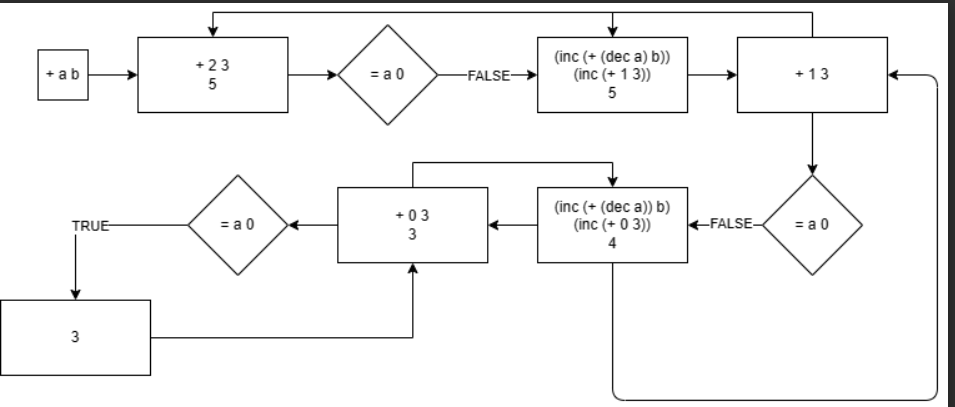 + a b
+ 2 3
5
= a 0
FALSE
(inc (+ (dec a) b))
(inc (+ 1 3))
5
+ 1 3
= a 0
FALSE
(inc (+ (dec a)) b)
(inc (+ 0 3))
4
+ 0 3
3
= a 0
TRUE
3